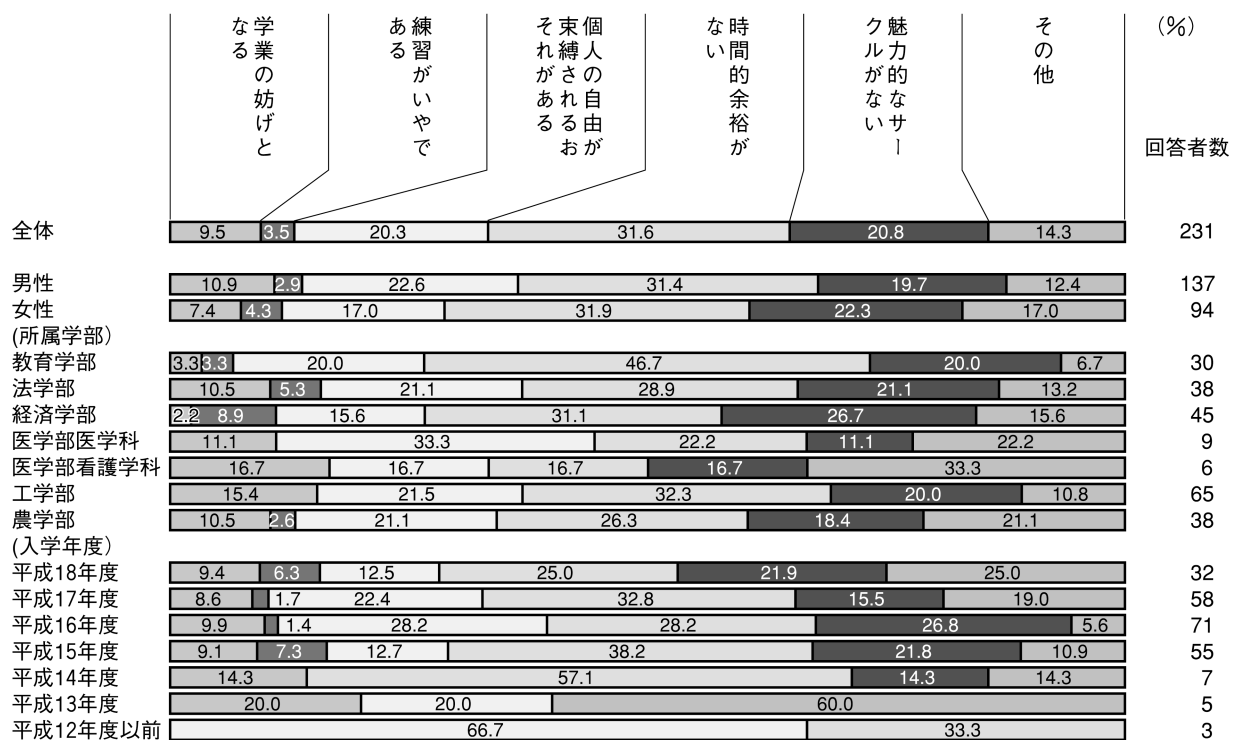 学業の妨げと
なる
練習がいやで
ある
個人の自由が
束縛されるお
それがある
時間的余裕が
ない
魅力的なサー
クルがない
その他
(%)
回答者数
全体 9.5 3.5 20.3 31.6 20.8 14.3 231
男性 10.9 2.9 22.6 31.4 19.7 12.4 137
女性 7.4 4.3 17.0 31.9 22.3 17.0 94
(所属学部)
教育学部 3.3 3.3 20.0 46.7 20.0 6.7 30
法学部 10.5 5.3 21.1 28.9 21.1 13.2 38
経済学部 2.2 8.9 15.6 31.1 26.7 15.6 45
医学部医学科 11.1 33.3 22.2 11.1 22.2 9
医学部看護学科 16.7 16.7 16.7 16.7 33.3 6
工学部 15.4 21.5 32.3 20.0 10.8 65
農学部 10.5 2.6 21.1 26.3 18.4 21.1 38
(入学年度)
平成18年度 9.4 6.3 12.5 25.0 21.9 25.0 32
平成17年度 8.6 1.7 22.4 32.8 15.5 19.0 58
平成16年度 9.9 1.4 28.2 28.2 26.8 5.6 71
平成15年度 9.1 7.3 12.7 38.2 21.8 10.9 55
平成14年度 14.3 57.1 14.3 14.3 7
平成13年度 20.0 20.0 60.0 5
平成12年度以前 66.7 33.3 3